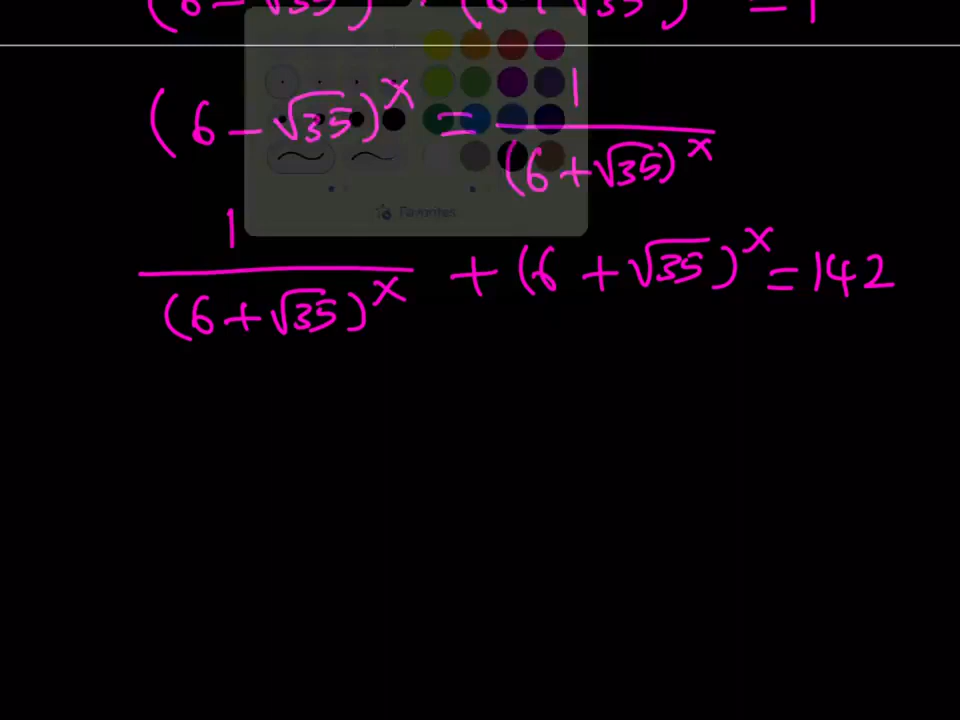 (6-√35)^x = 1/(6+√35)^x
1/(6+√35)^x + (6+√35)^x = 142
Favorites